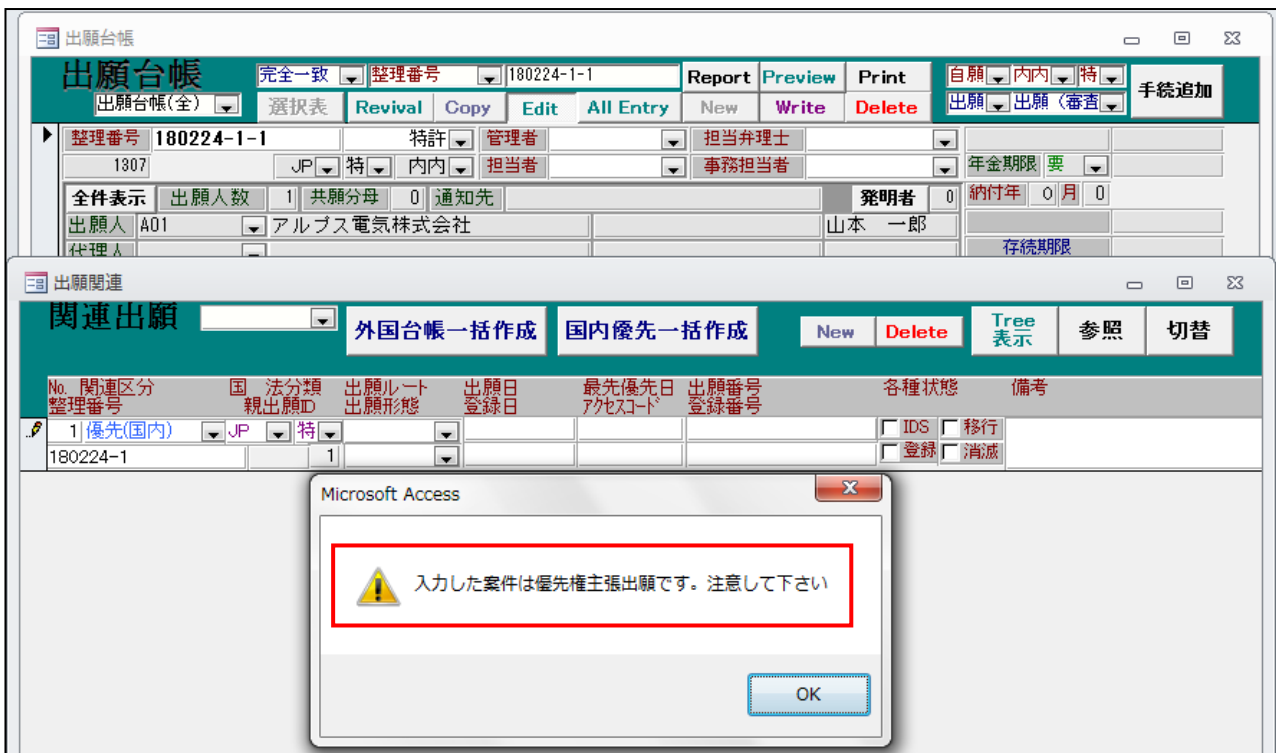 出願台帳
出願台帳 完全一致 整理番号 180224-1-1 Report Preview Print 自願 内内 特 手続追加
出願台帳(全) 選択表 Revival Copy Edit All Entry New Write Delete 出願 出願（審査
整理番号 180224-1-1 特許 管理者 担当弁理士
1307 JP 特 内内 担当者 事務担当者 年金期限 要
全件表示 出願人数 1 共願分母 0 通知先 発明者 0 納付年 0 月 0
出願人 A01 アルプス電気株式会社 山本 一郎
代理人 存続期限
出願関連
関連出願 外国台帳一括作成 国内優先一括作成 New Delete Tree表示 参照 切替
No. 関連区分 国 法分類 出願ルート 出願日 最先優先日 出願番号 各種状態 備考
整理番号 親出願ID 出願形態 登録日 アクセスコード 登録番号
1 優先(国内) JP 特 IDS 移行
180224-1 1 登録 消滅
Microsoft Access
入力した案件は優先権主張出願です。注意して下さい
OK